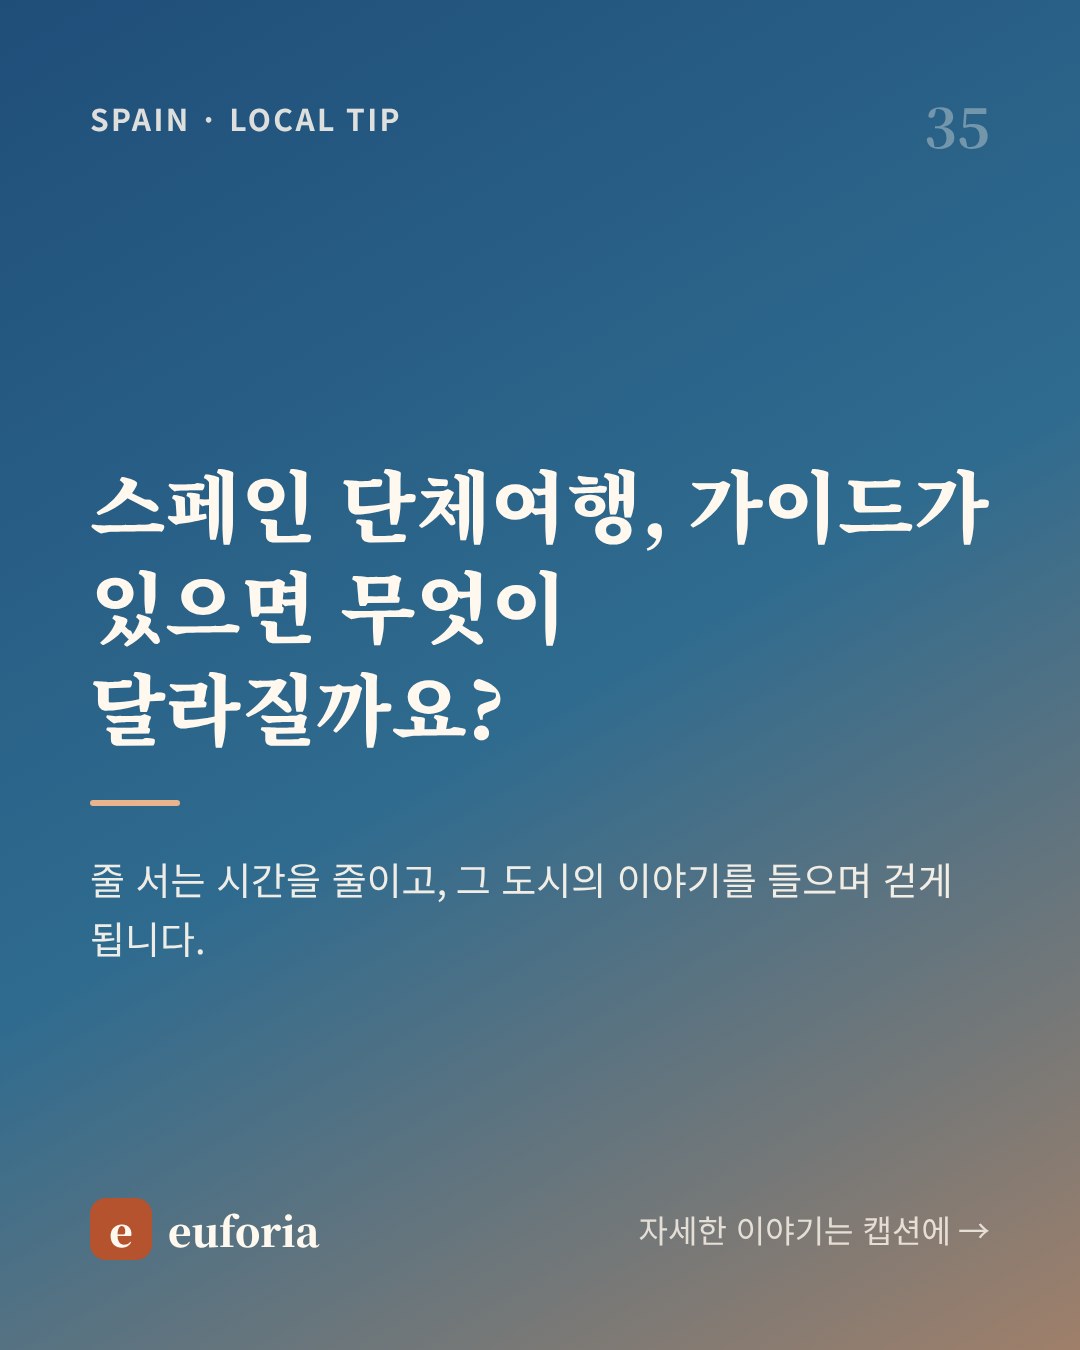 SPAIN · LOCAL TIP
35
스페인 단체여행, 가이드가
있으면 무엇이
달라질까요?
줄 서는 시간을 줄이고, 그 도시의 이야기를 들으며 걷게
됩니다.
e euforia
자세한 이야기는 캡션에 →